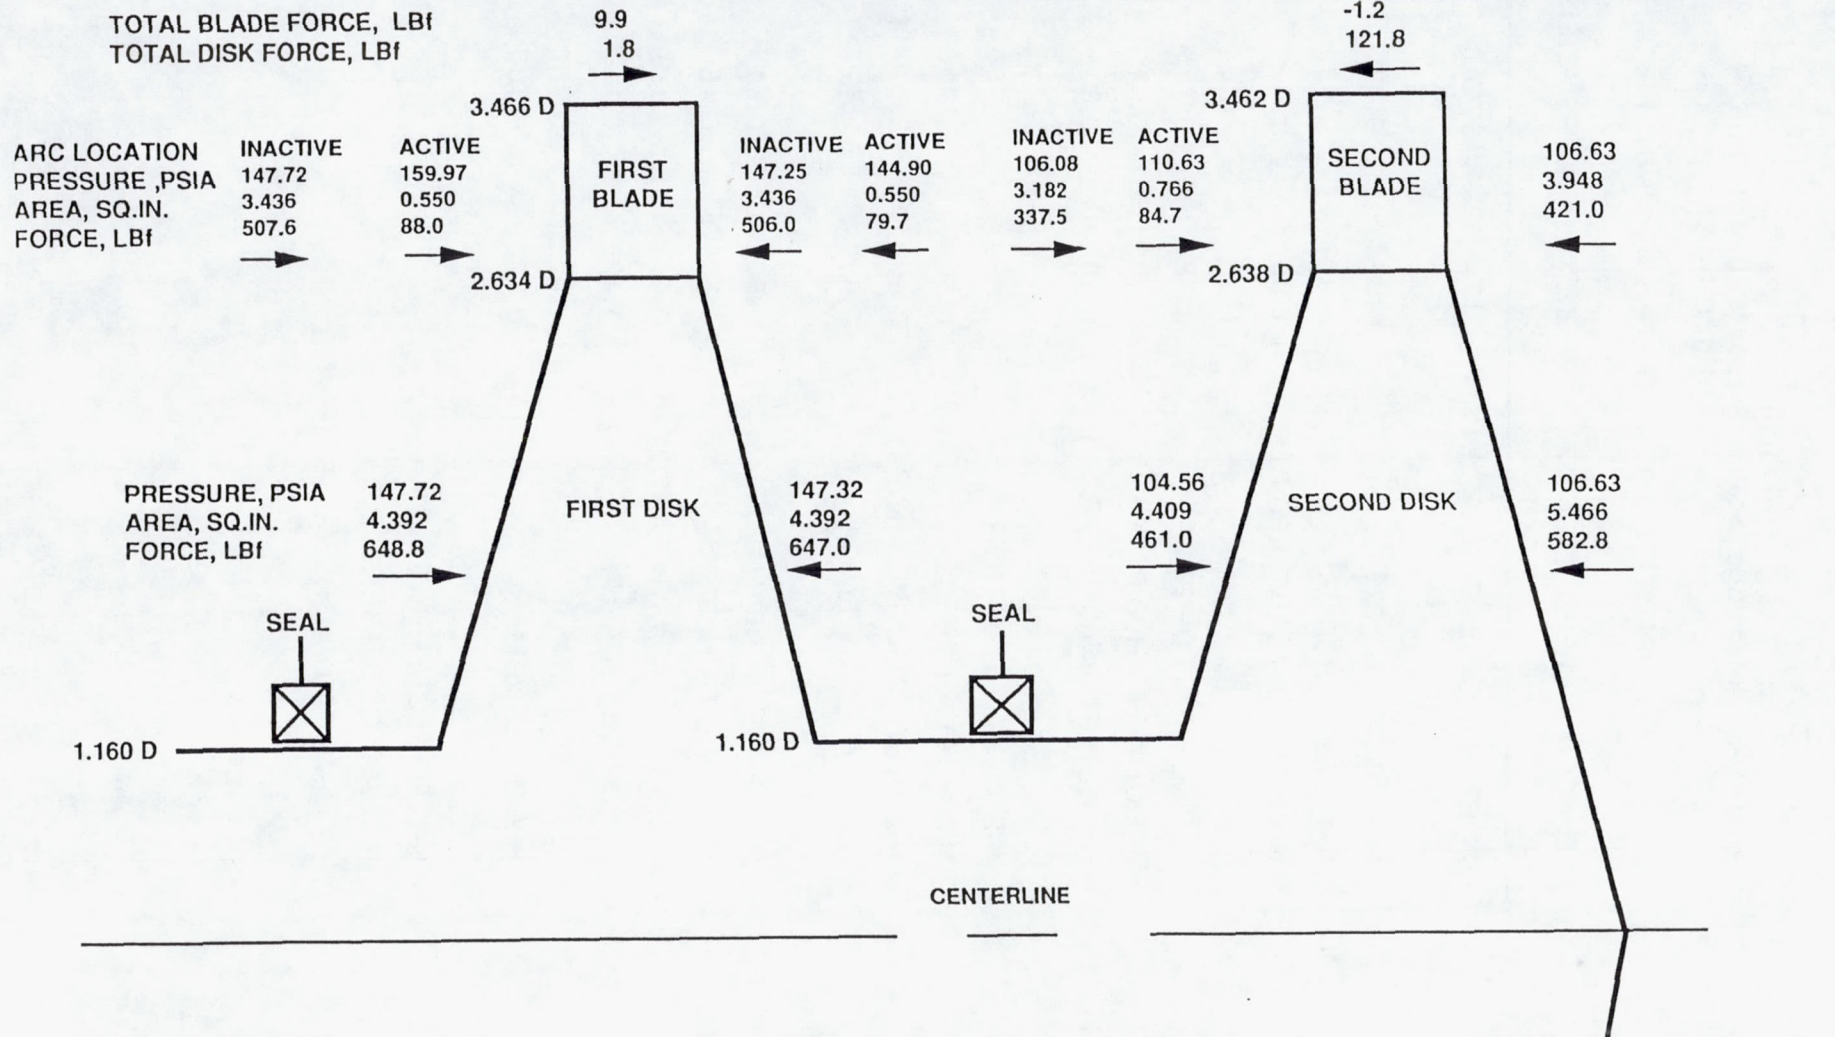 TOTAL BLADE FORCE, LBf 9.9 -1.2
TOTAL DISK FORCE, LBf 1.8 121.8
3.466 D 3.462 D
ARC LOCATION INACTIVE ACTIVE INACTIVE ACTIVE INACTIVE ACTIVE
PRESSURE ,PSIA 147.72 159.97 147.25 144.90 106.08 110.63 106.63
AREA, SQ.IN. 3.436 0.550 3.436 0.550 3.182 0.766 3.948
FORCE, LBf 507.6 88.0 506.0 79.7 337.5 84.7 421.0
FIRST
BLADE
SECOND
BLADE
2.634 D 2.638 D
PRESSURE, PSIA 147.72 147.32 104.56 106.63
AREA, SQ.IN. 4.392 4.392 4.409 5.466
FORCE, LBf 648.8 647.0 461.0 582.8
FIRST DISK SECOND DISK
SEAL SEAL
1.160 D 1.160 D
CENTERLINE